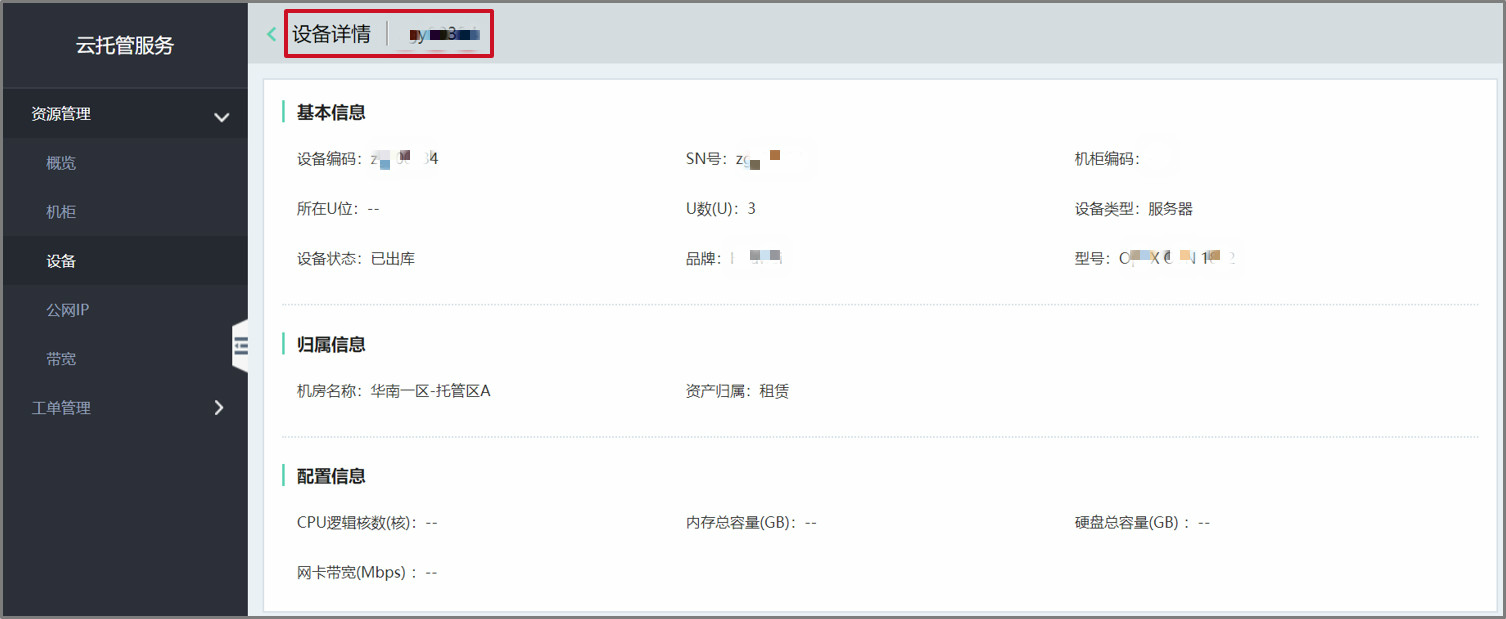 云托管服务
资源管理
概览
机柜
设备
公网IP
带宽
工单管理
设备详情
基本信息
设备编码：
SN号：
机柜编码：
所在U位：--
U数(U)：3
设备类型：服务器
设备状态：已出库
品牌：
型号：
归属信息
机房名称：华南一区-托管区A
资产归属：租赁
配置信息
CPU逻辑核数(核)：--
内存总容量(GB)：--
硬盘总容量(GB)：--
网卡带宽(Mbps)：--